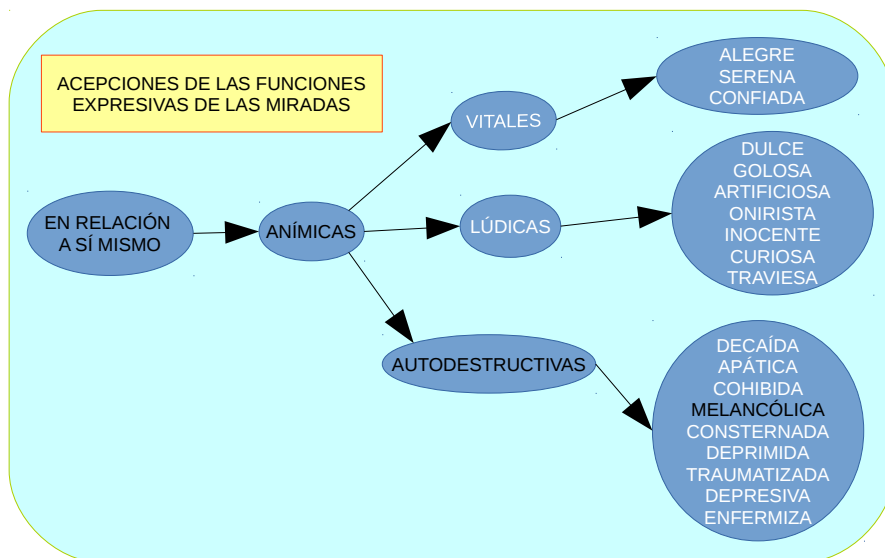 ACEPCIONES DE LAS FUNCIONES
EXPRESIVAS DE LAS MIRADAS
EN RELACIÓN
A SÍ MISMO
ANÍMICAS
VITALES
ALEGRE
SERENA
CONFIADA
LÚDICAS
DULCE
GOLOSA
ARTIFICIOSA
ONIRISTA
INOCENTE
CURIOSA
TRAVIESA
AUTODESTRUCTIVAS
DECAÍDA
APÁTICA
COHIBIDA
MELANCÓLICA
CONSTERNADA
DEPRIMIDA
TRAUMATIZADA
DEPRESIVA
ENFERMIZA